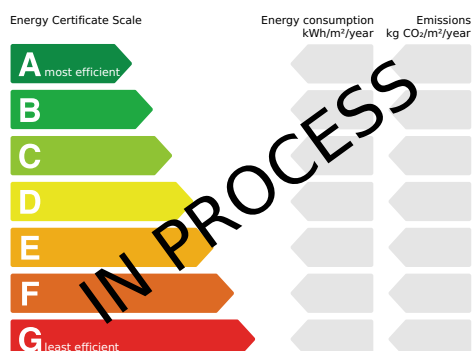 Energy Certificate Scale
Energy consumption
kWh/m²/year
Emissions
kg CO₂/m²/year
A most efficient
B
C
D
E
F
G least efficient
IN PROCESS